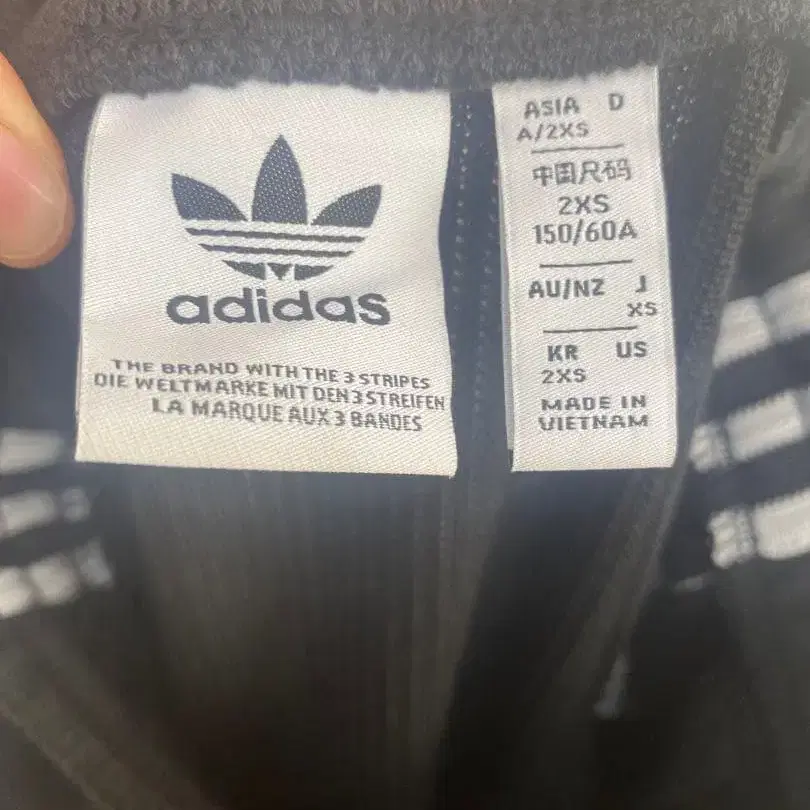 adidas
THE BRAND WITH THE 3 STRIPES
DIE WELTMARKE MIT DEN 3 STREIFEN
LA MARQUE AUX 3 BANDES
ASIA D
A/2XS
中国尺码
2XS
150/60A
AU/NZ J
XS
KR US
2XS
MADE IN
VIETNAM